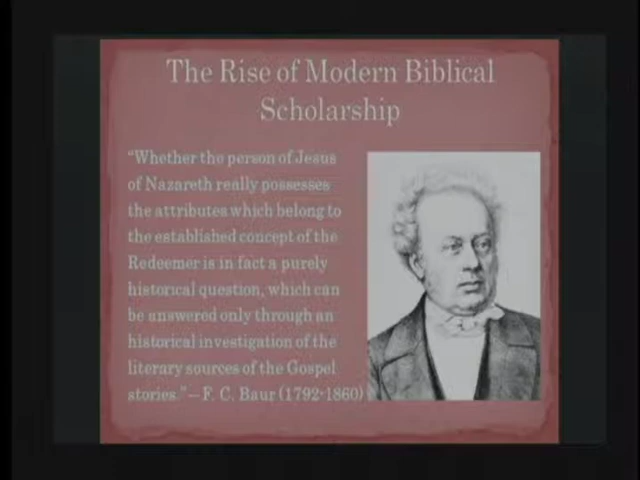 The Rise of Modern Biblical
Scholarship
“Whether the person of Jesus
of Nazareth really possesses
the attributes which belong to
the established concept of the
Redeemer is in fact a purely
historical question, which can
be answered only through an
historical investigation of the
literary sources of the Gospel
stories.”—F. C. Baur (1792-1860)